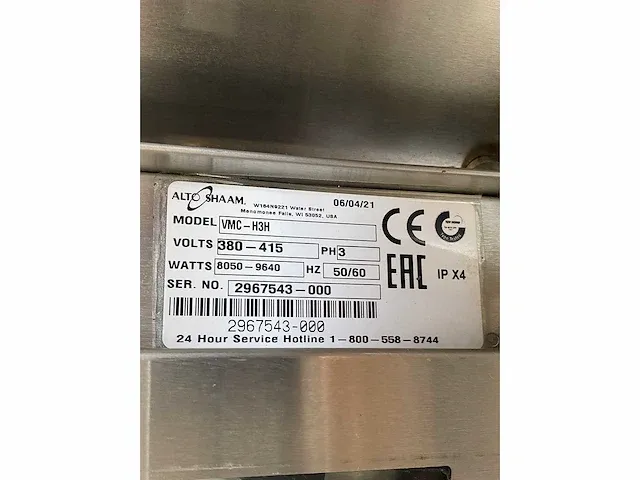 ALTO SHAAM.
W164N9221 Water Street
Menomonee Falls, WI 53052, USA
06/04/21
MODEL VMC-H3H
VOLTS 380-415 PH 3
WATTS 8050-9640 HZ 50/60
SER. NO. 2967543-000
CE
EAC IP X4
2967543-000
24 Hour Service Hotline 1-800-558-8744